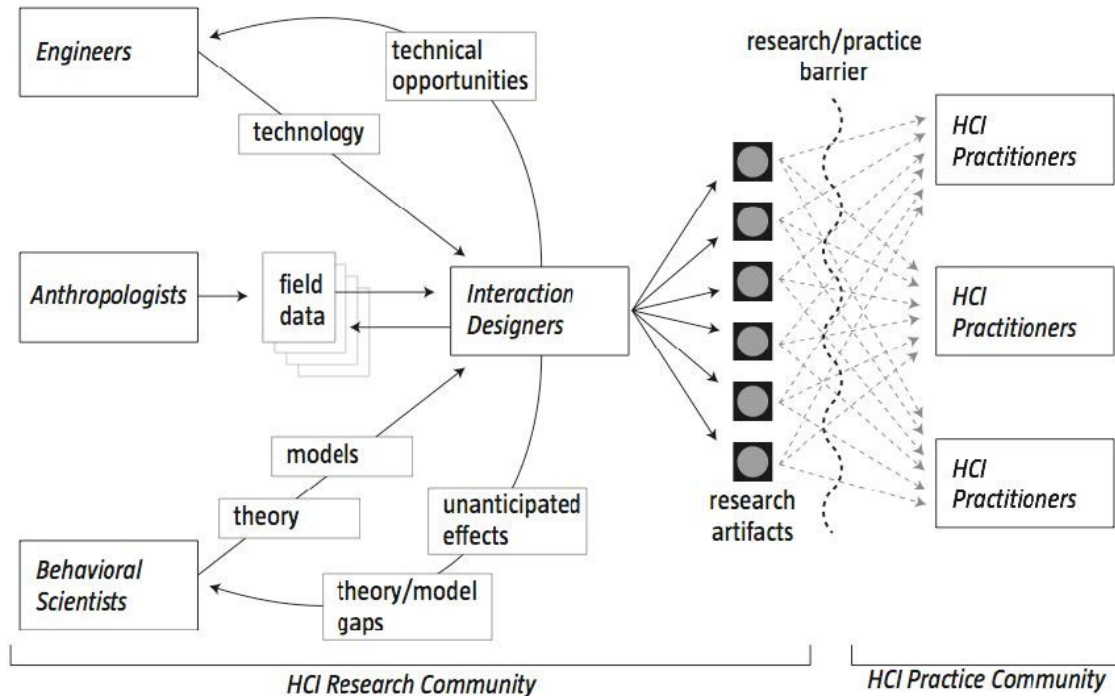 Engineers
technical
opportunities
technology
research/practice
barrier
HCI
Practitioners
Anthropologists
field
data
Interaction
Designers
HCI
Practitioners
models
theory
unanticipated
effects
research
artifacts
HCI
Practitioners
Behavioral
Scientists
theory/model
gaps
HCI Research Community
HCI Practice Community